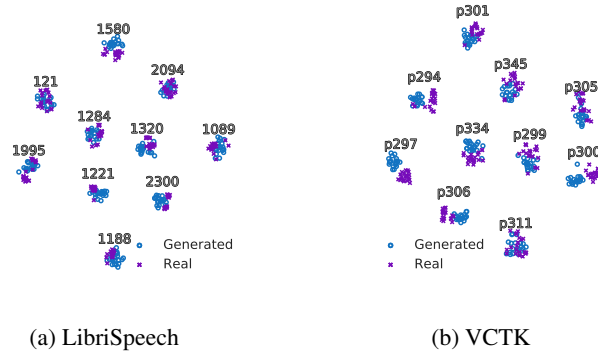 1580
2094
121
1284
1320
1089
1995
1221
2300
1188
Generated
Real
(a) LibriSpeech
p301
p345
p294
p305
p334
p299
p297
p300
p306
p311
Generated
Real
(b) VCTK